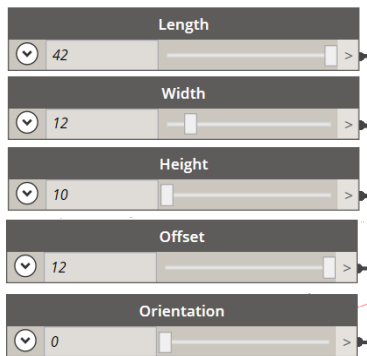 Length
42 >
Width
12 >
Height
10 >
Offset
12 >
Orientation
0 >